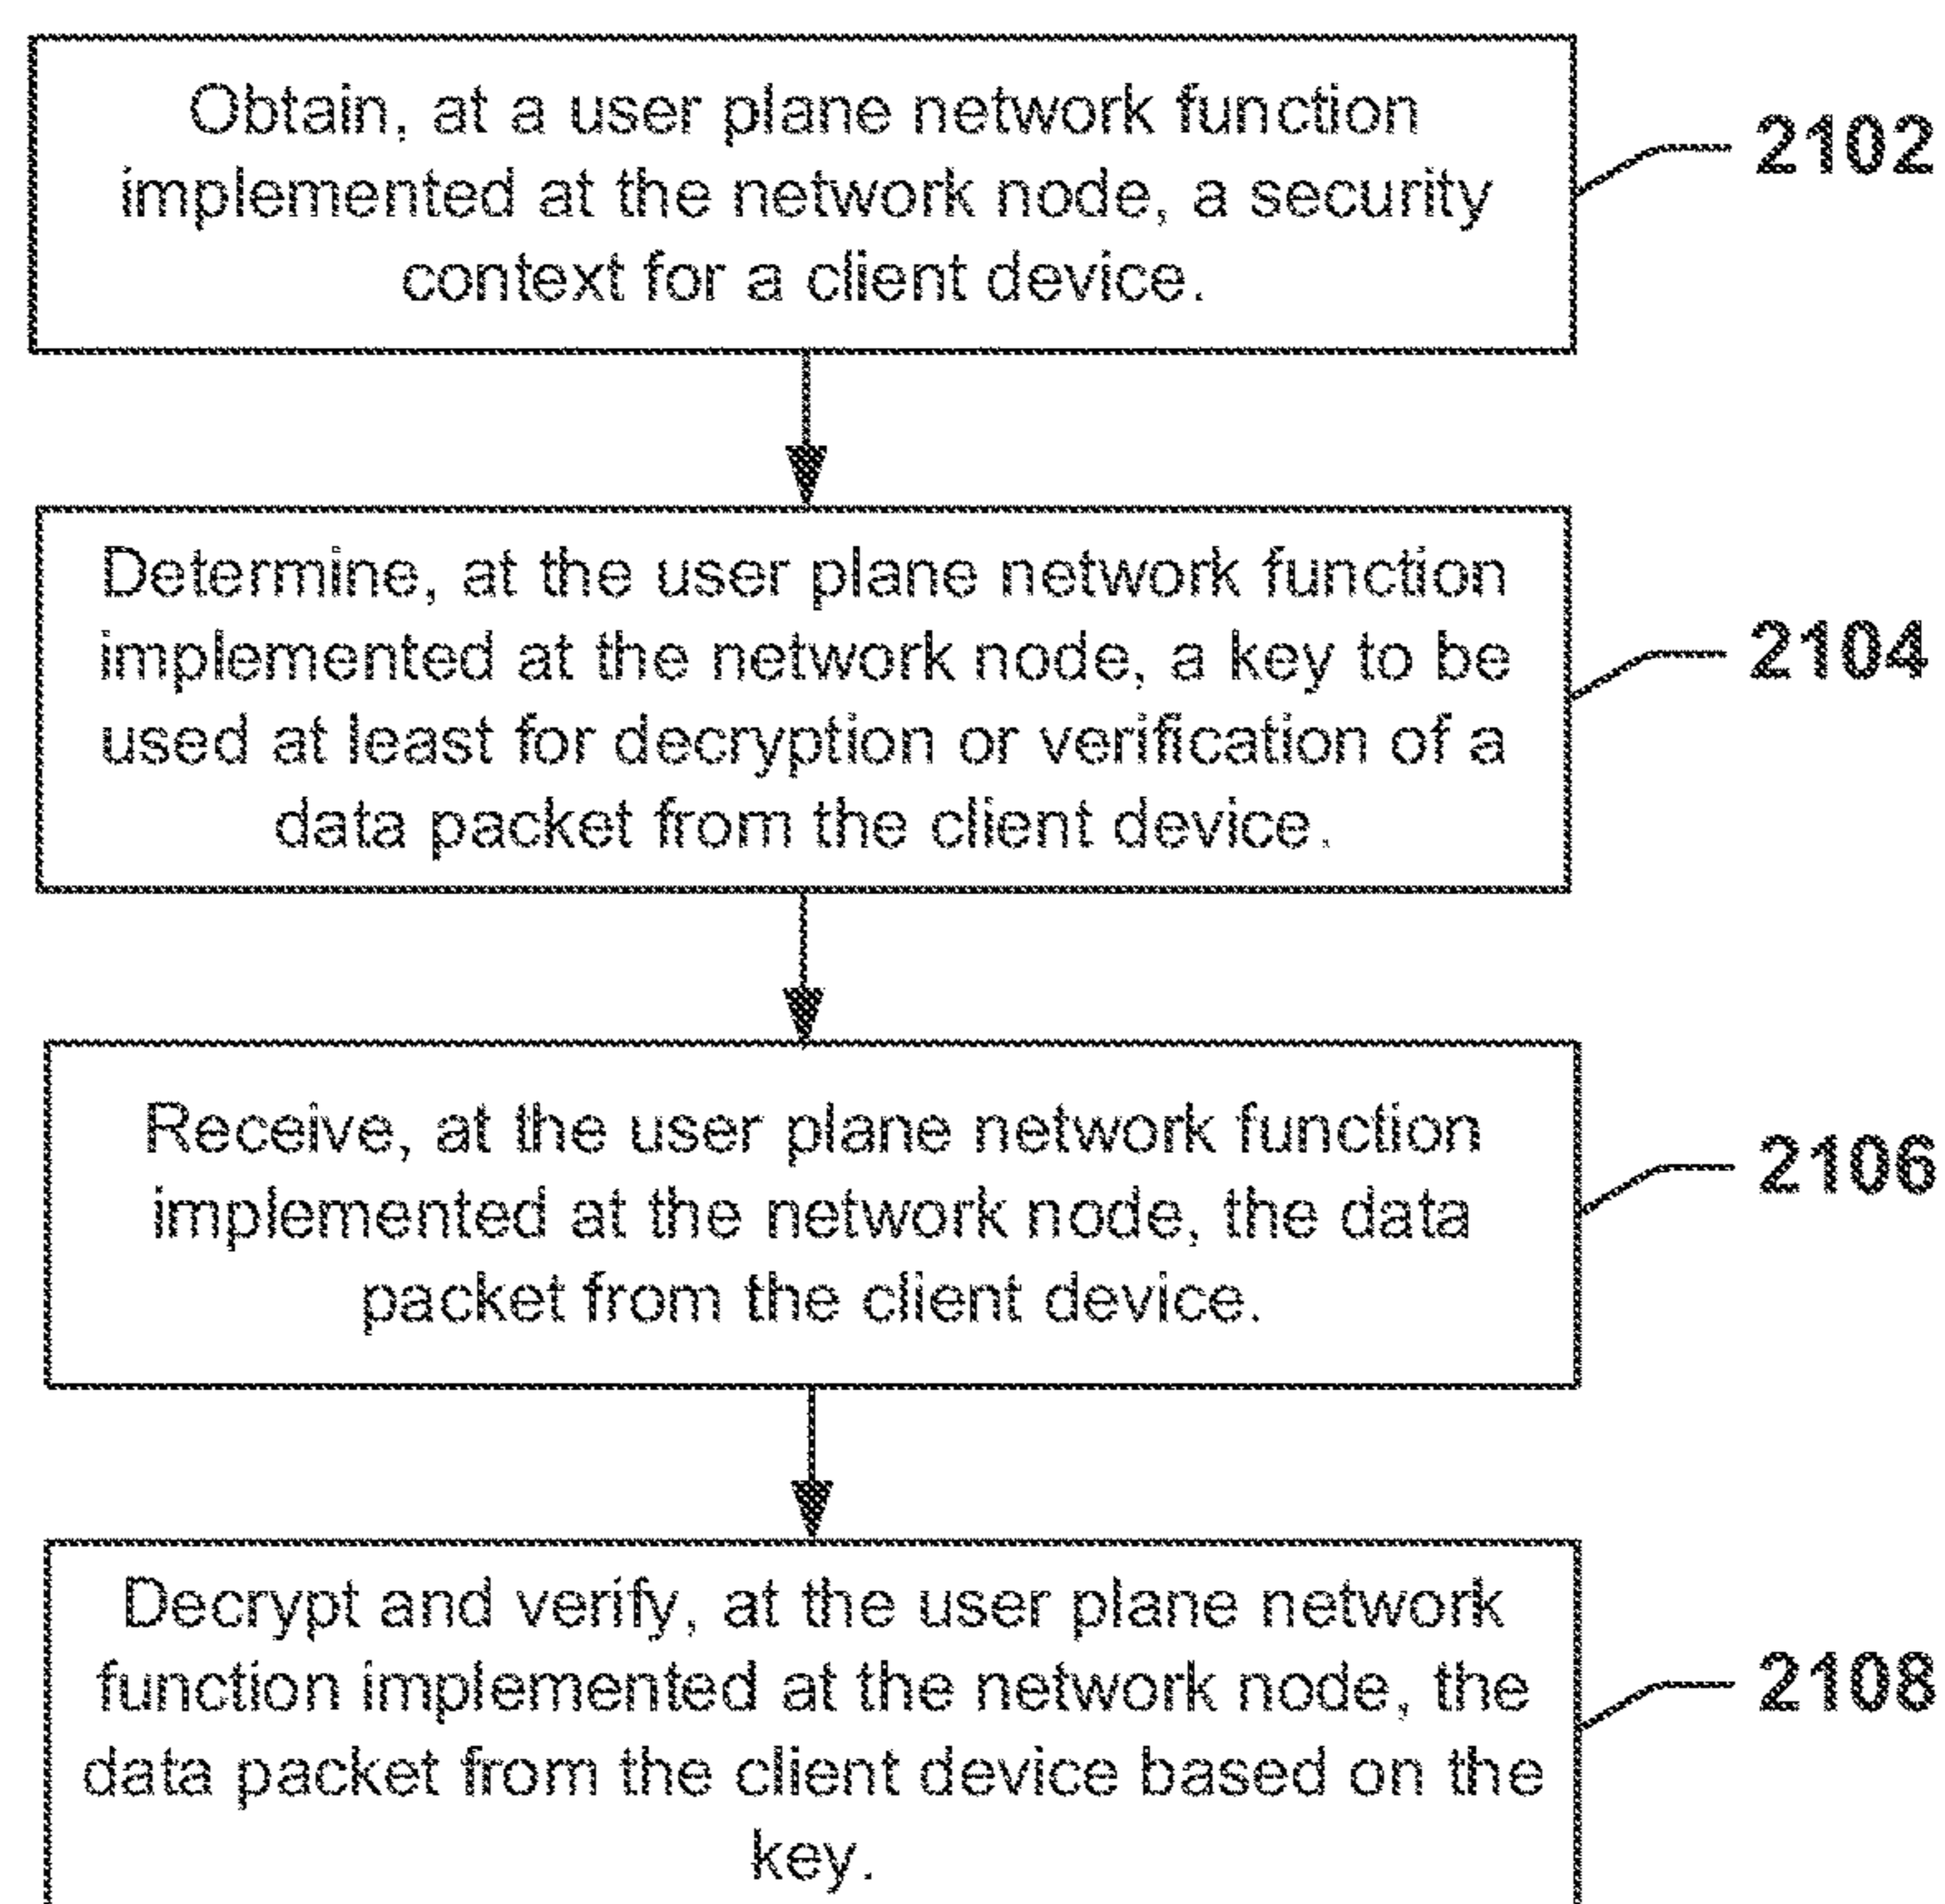 Obtain, at a user plane network function
implemented at the network node, a security
context for a client device.
2102
Determine, at the user plane network function
implemented at the network node, a key to be
used at least for decryption or verification of a
data packet from the client device.
2104
Receive, at the user plane network function
implemented at the network node, the data
packet from the client device.
2106
Decrypt and verify, at the user plane network
function implemented at the network node, the
data packet from the client device based on the
key.
2108